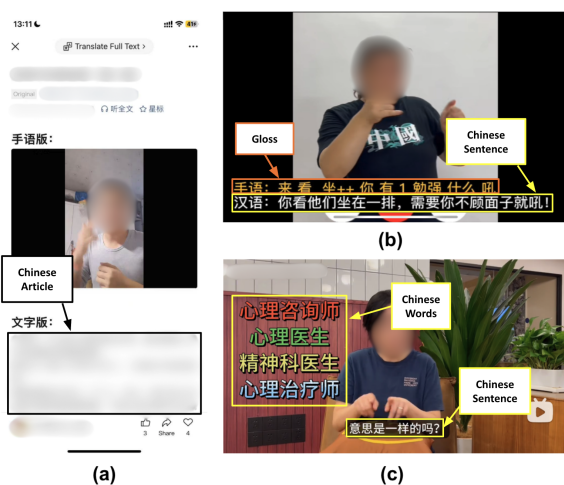 13:11
41
Translate Full Text >
Original
听全文 星标
手语版：
Chinese
Article
文字版：
3 Share 4
(a)
中國
Gloss
Chinese
Sentence
手语：来 看 坐++ 你 有 1 勉强 什么 吼
汉语：你看他们坐在一排，需要你不顾面子就吼！
(b)
心理咨询师
心理医生
精神科医生
心理治疗师
Chinese
Words
Chinese
Sentence
意思是一样的吗？
(c)